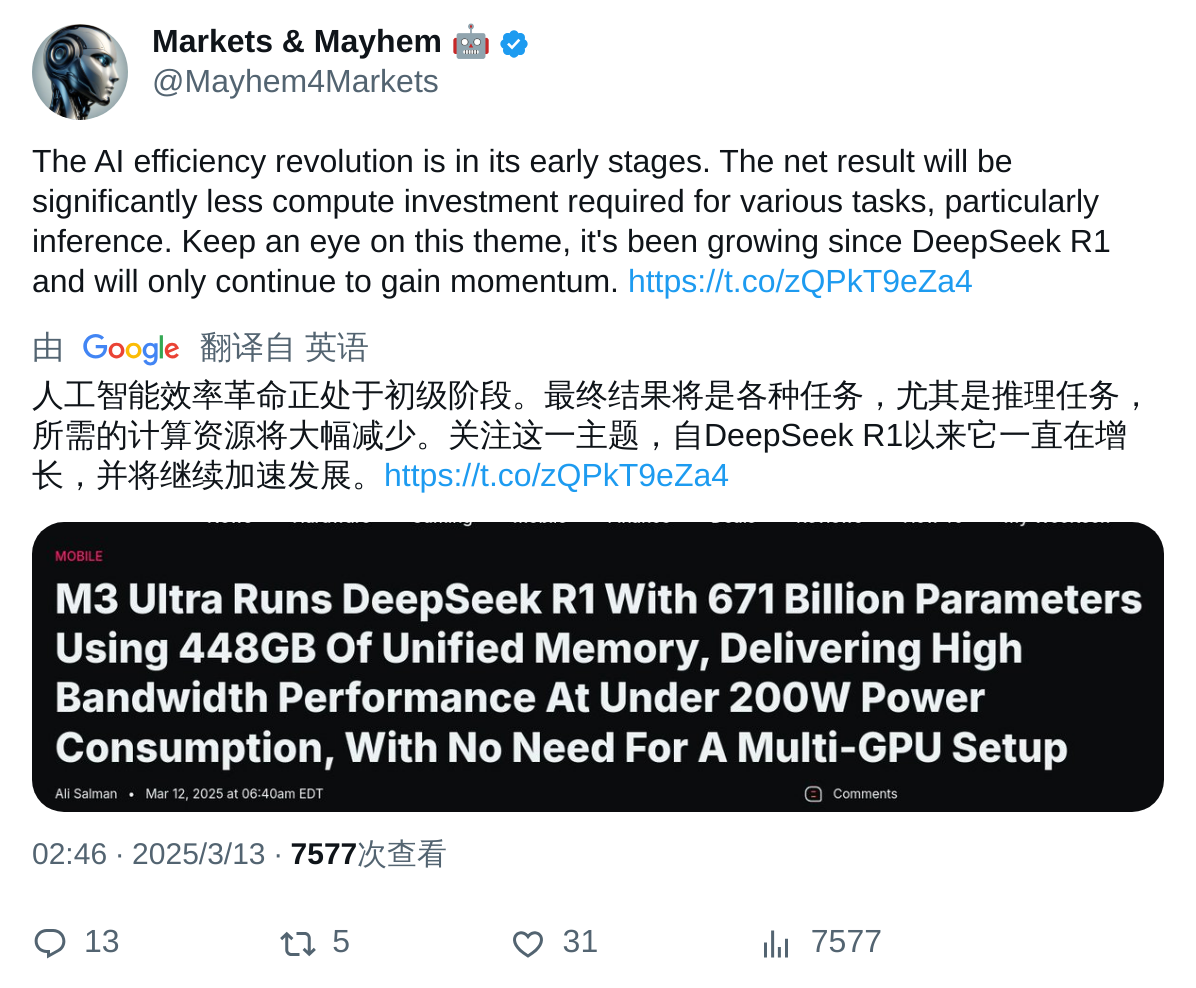 Markets & Mayhem 🤖
@Mayhem4Markets
The AI efficiency revolution is in its early stages. The net result will be
significantly less compute investment required for various tasks, particularly
inference. Keep an eye on this theme, it's been growing since DeepSeek R1
and will only continue to gain momentum. https://t.co/zQPkT9eZa4
由 Google 翻译自 英语
人工智能效率革命正处于初级阶段。最终结果将是各种任务，尤其是推理任务，
所需的计算资源将大幅减少。关注这一主题，自DeepSeek R1以来它一直在增
长，并将继续加速发展。https://t.co/zQPkT9eZa4
MOBILE
M3 Ultra Runs DeepSeek R1 With 671 Billion Parameters
Using 448GB Of Unified Memory, Delivering High
Bandwidth Performance At Under 200W Power
Consumption, With No Need For A Multi-GPU Setup
Ali Salman • Mar 12, 2025 at 06:40am EDT Comments
02:46 · 2025/3/13 · 7577次查看
13 5 31 7577